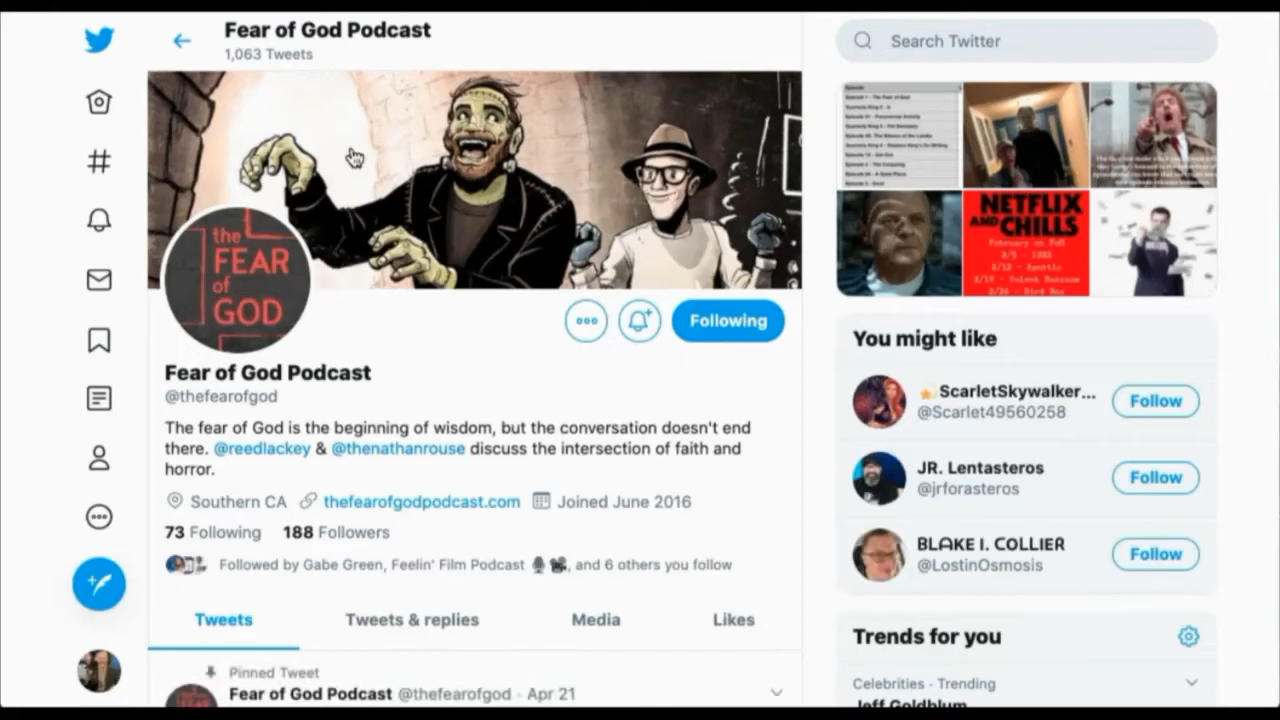 Fear of God Podcast
1,063 Tweets
the
FEAR
of
GOD
Following
Fear of God Podcast
@thefearofgod
The fear of God is the beginning of wisdom, but the conversation doesn't end
there. @reedlackey & @thenathanrouse discuss the intersection of faith and
horror.
Southern CA thefearofgodpodcast.com Joined June 2016
73 Following 188 Followers
Followed by Gabe Green, Feelin' Film Podcast , and 6 others you follow
Tweets Tweets & replies Media Likes
Pinned Tweet
Fear of God Podcast @thefearofgod · Apr 21
Search Twitter
NETFLIX
AND CHILLS
February on FoG
You might like
ScarletSkywalker...
@Scarlet49560258
Follow
JR. Lentasteros
@jrforasteros
Follow
BLAKE I. COLLIER
@LostinOsmosis
Follow
Trends for you
Celebrities · Trending
Jeff Goldblum